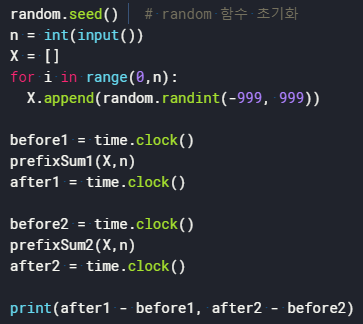 random.seed()   # random 함수 초기화
n = int(input())
X = []
for i in range(0,n):
  X.append(random.randint(-999, 999))

before1 = time.clock()
prefixSum1(X,n)
after1 = time.clock()

before2 = time.clock()
prefixSum2(X,n)
after2 = time.clock()

print(after1 - before1, after2 - before2)